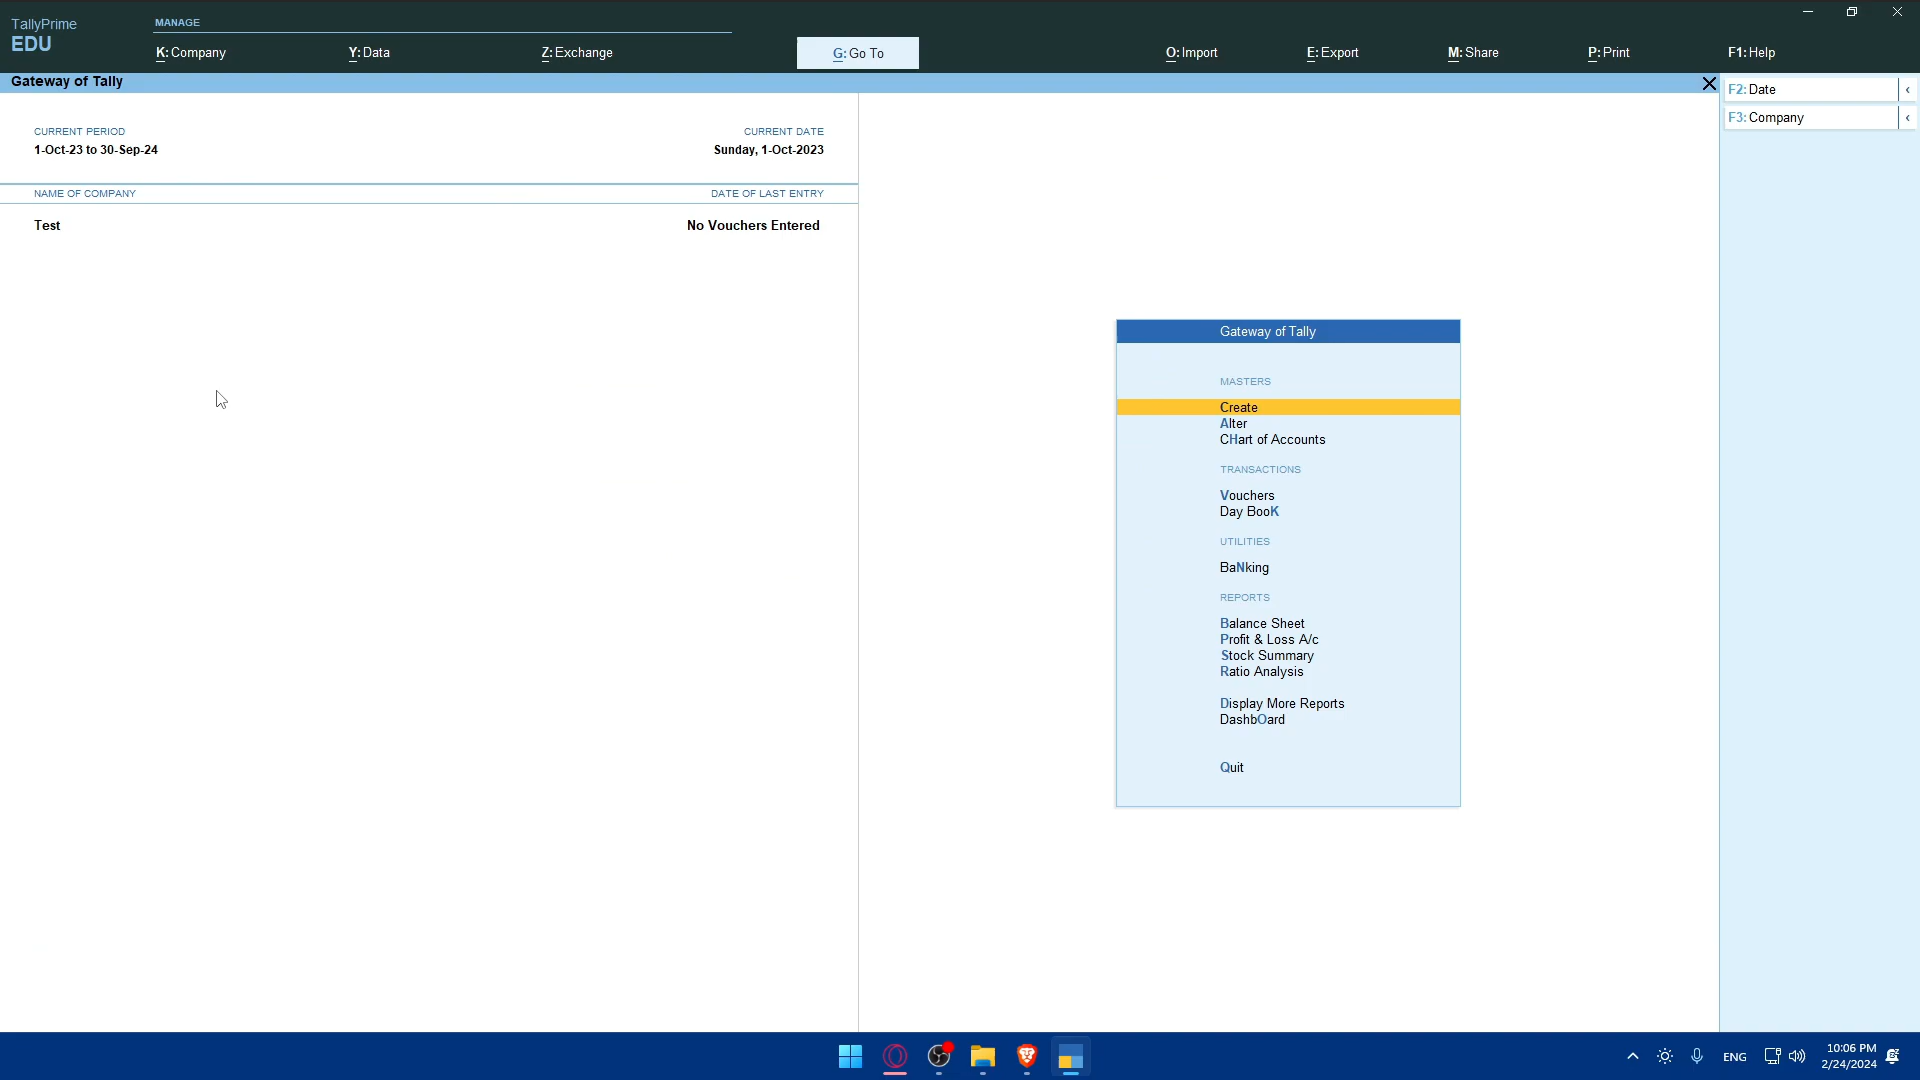 TallyPrime
EDU
MANAGE
K: Company
Y: Data
Z: Exchange
G: Go To
O: Import
E: Export
M: Share
P: Print
F1: Help
Gateway of Tally
F2: Date
F3: Company
CURRENT PERIOD
CURRENT DATE
1-Oct-23 to 30-Sep-24
Sunday, 1-Oct-2023
NAME OF COMPANY
DATE OF LAST ENTRY
Test
No Vouchers Entered
Gateway of Tally
MASTERS
Create
Alter
CHart of Accounts
TRANSACTIONS
Vouchers
Day BooK
UTILITIES
BaNking
REPORTS
Balance Sheet
Profit & Loss A/c
Stock Summary
Ratio Analysis
Display More Reports
DashbOard
Quit
ENG
10:06 PM
2/24/2024